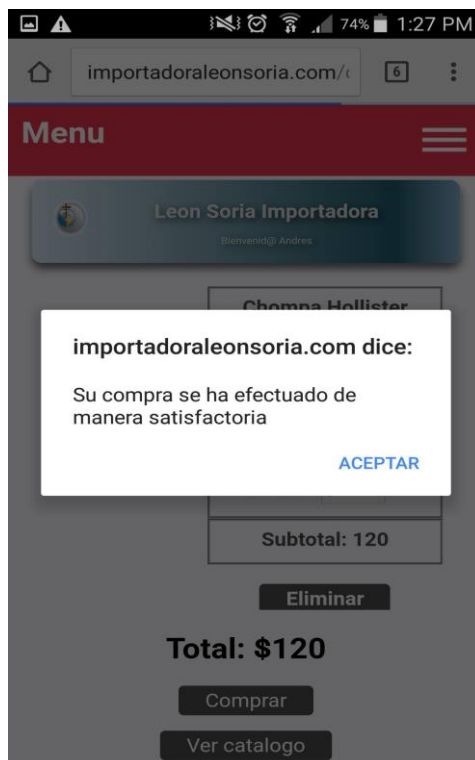 74% 1:27 PM
importadoraleonsoria.com/c 6
Menu
Leon Soria Importadora
Bienvenid@ Andres
Chompa Hollister
importadoraleonsoria.com dice:
Su compra se ha efectuado de
manera satisfactoria
ACEPTAR
Subtotal: 120
Eliminar
Total: $120
Comprar
Ver catalogo